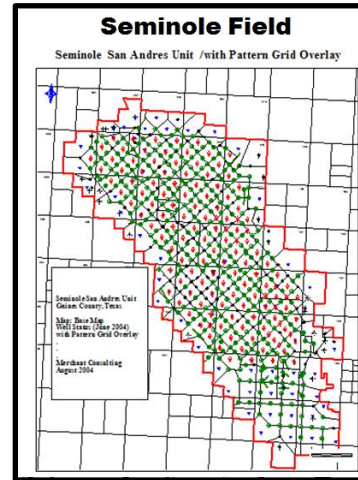 Seminole Field
Seminole San Andres Unit /with Pattern Grid Overlay
Seminole San Andres Unit
Gaines County, Texas
Map: Base Map
Well Status (June 2004)
with Pattern Grid Overlay
.
.
.
Merchant Consulting
August 2004